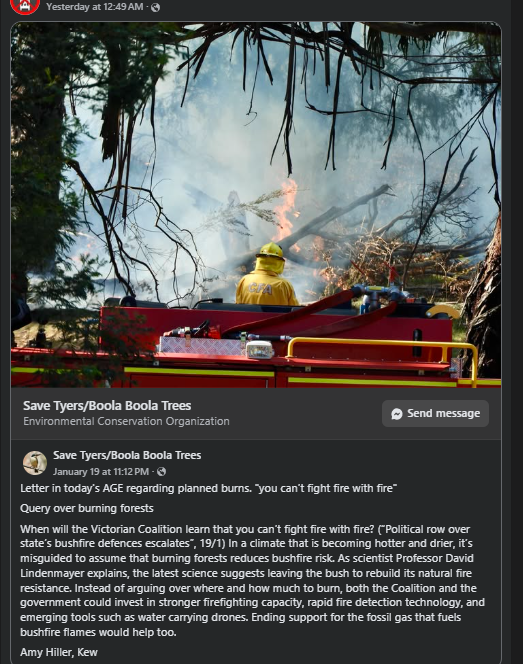 Yesterday at 12:49 AM ·
Save Tyers/Boola Boola Trees
Environmental Conservation Organization
Send message
Save Tyers/Boola Boola Trees
January 19 at 11:12 PM ·
Letter in today's AGE regarding planned burns. "you can't fight fire with fire"
Query over burning forests
When will the Victorian Coalition learn that you can't fight fire with fire? ("Political row over
state's bushfire defences escalates", 19/1) In a climate that is becoming hotter and drier, it's
misguided to assume that burning forests reduces bushfire risk. As scientist Professor David
Lindenmayer explains, the latest science suggests leaving the bush to rebuild its natural fire
resistance. Instead of arguing over where and how much to burn, both the Coalition and the
government could invest in stronger firefighting capacity, rapid fire detection technology, and
emerging tools such as water carrying drones. Ending support for the fossil gas that fuels
bushfire flames would help too.
Amy Hiller, Kew